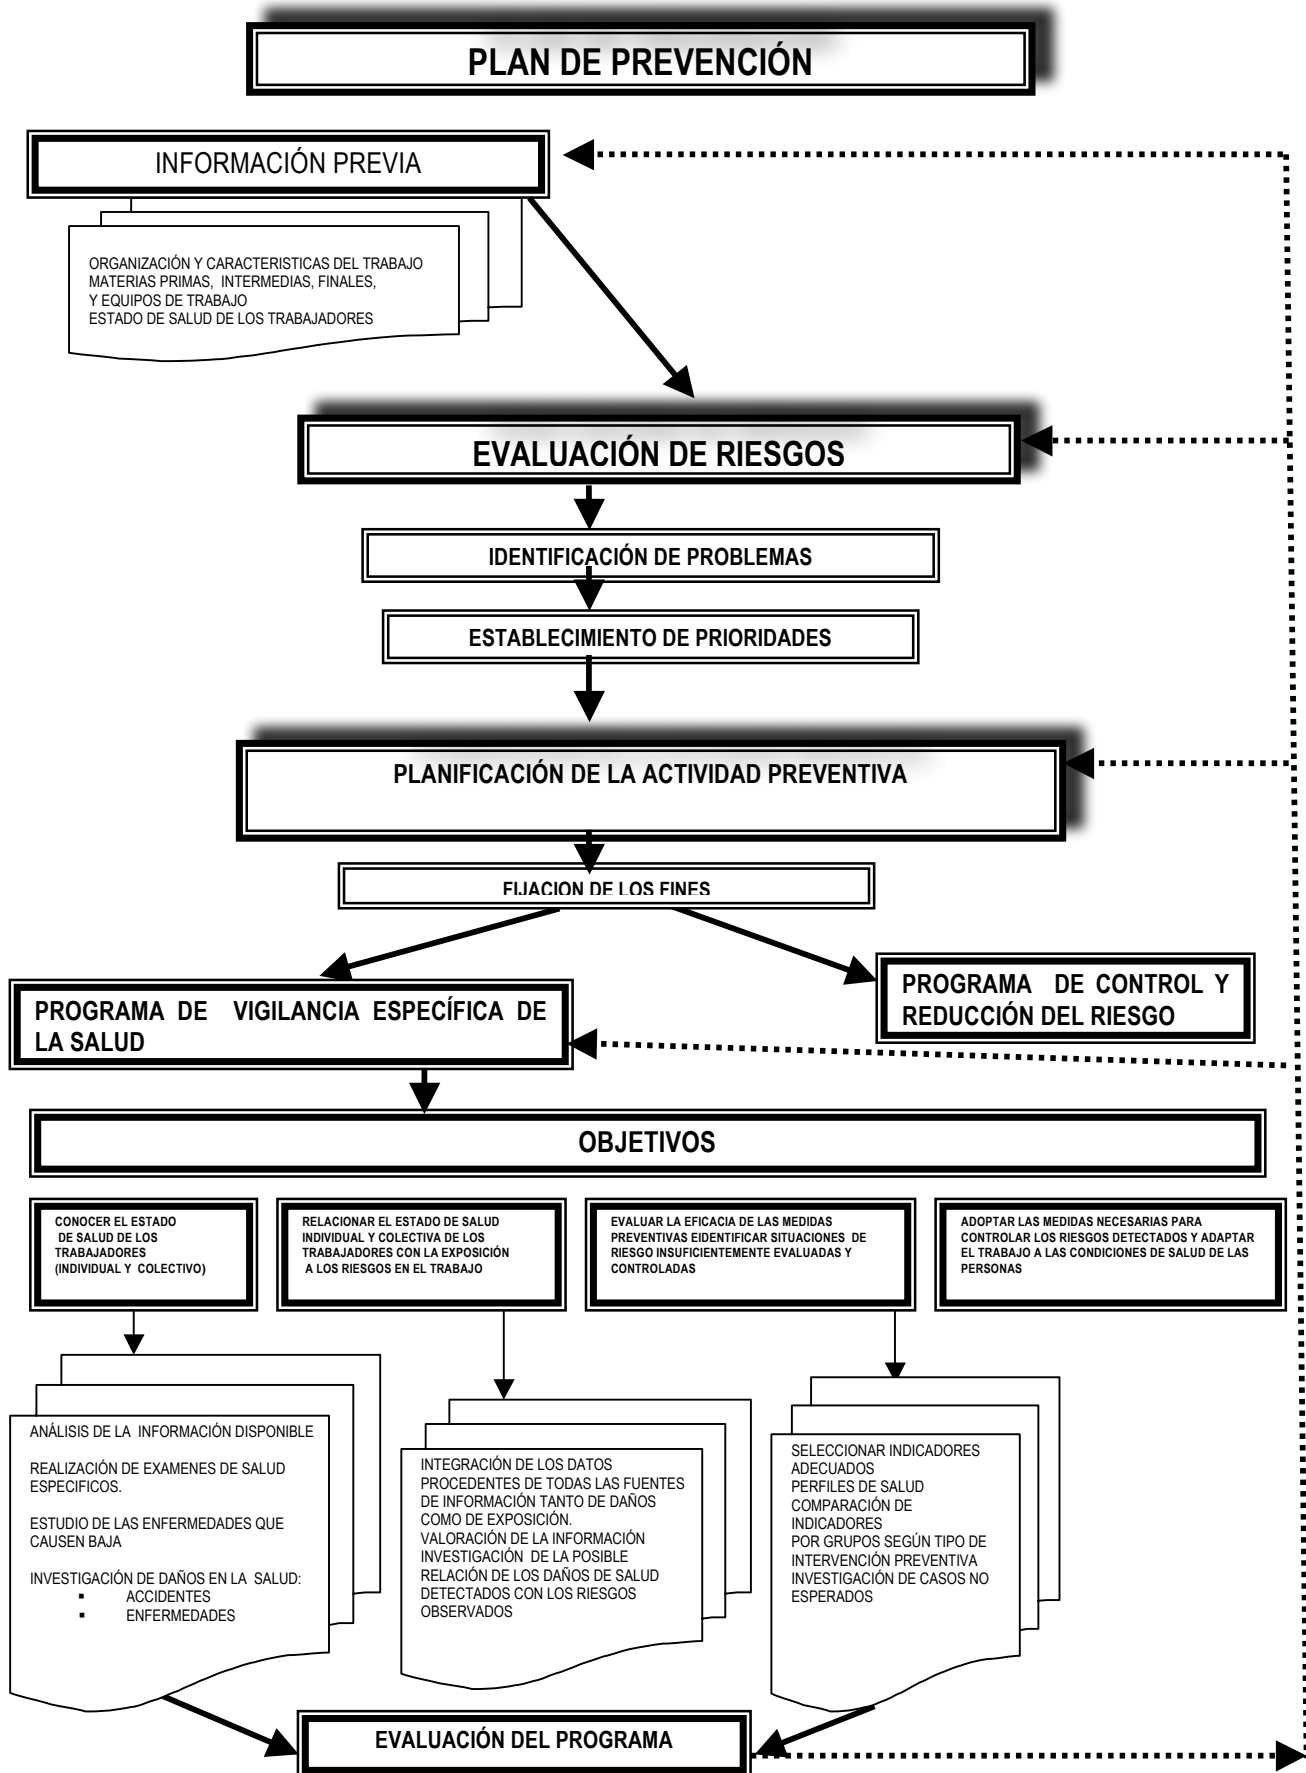 PLAN DE PREVENCIÓN
INFORMACIÓN PREVIA
ORGANIZACIÓN Y CARACTERISTICAS DEL TRABAJO
MATERIAS PRIMAS, INTERMEDIAS, FINALES,
Y EQUIPOS DE TRABAJO
ESTADO DE SALUD DE LOS TRABAJADORES
EVALUACIÓN DE RIESGOS
IDENTIFICACIÓN DE PROBLEMAS
ESTABLECIMIENTO DE PRIORIDADES
PLANIFICACIÓN DE LA ACTIVIDAD PREVENTIVA
FIJACION DE LOS FINES
PROGRAMA DE VIGILANCIA ESPECÍFICA DE
LA SALUD
PROGRAMA DE CONTROL Y
REDUCCIÓN DEL RIESGO
OBJETIVOS
CONOCER EL ESTADO
DE SALUD DE LOS
TRABAJADORES
(INDIVIDUAL Y COLECTIVO)
RELACIONAR EL ESTADO DE SALUD
INDIVIDUAL Y COLECTIVA DE LOS
TRABAJADORES CON LA EXPOSICIÓN
A LOS RIESGOS EN EL TRABAJO
EVALUAR LA EFICACIA DE LAS MEDIDAS
PREVENTIVAS EIDENTIFICAR SITUACIONES DE
RIESGO INSUFICIENTEMENTE EVALUADAS Y
CONTROLADAS
ADOPTAR LAS MEDIDAS NECESARIAS PARA
CONTROLAR LOS RIESGOS DETECTADOS Y ADAPTAR
EL TRABAJO A LAS CONDICIONES DE SALUD DE LAS
PERSONAS
ANÁLISIS DE LA INFORMACIÓN DISPONIBLE
REALIZACIÓN DE EXAMENES DE SALUD
ESPECIFICOS.
ESTUDIO DE LAS ENFERMEDADES QUE
CAUSEN BAJA
INVESTIGACIÓN DE DAÑOS EN LA SALUD:
▪ ACCIDENTES
▪ ENFERMEDADES
INTEGRACIÓN DE LOS DATOS
PROCEDENTES DE TODAS LAS FUENTES
DE INFORMACIÓN TANTO DE DAÑOS
COMO DE EXPOSICIÓN.
VALORACIÓN DE LA INFORMACIÓN
INVESTIGACIÓN DE LA POSIBLE
RELACIÓN DE LOS DAÑOS DE SALUD
DETECTADOS CON LOS RIESGOS
OBSERVADOS
SELECCIONAR INDICADORES
ADECUADOS
PERFILES DE SALUD
COMPARACIÓN DE
INDICADORES
POR GRUPOS SEGÚN TIPO DE
INTERVENCIÓN PREVENTIVA
INVESTIGACIÓN DE CASOS NO
ESPERADOS
EVALUACIÓN DEL PROGRAMA